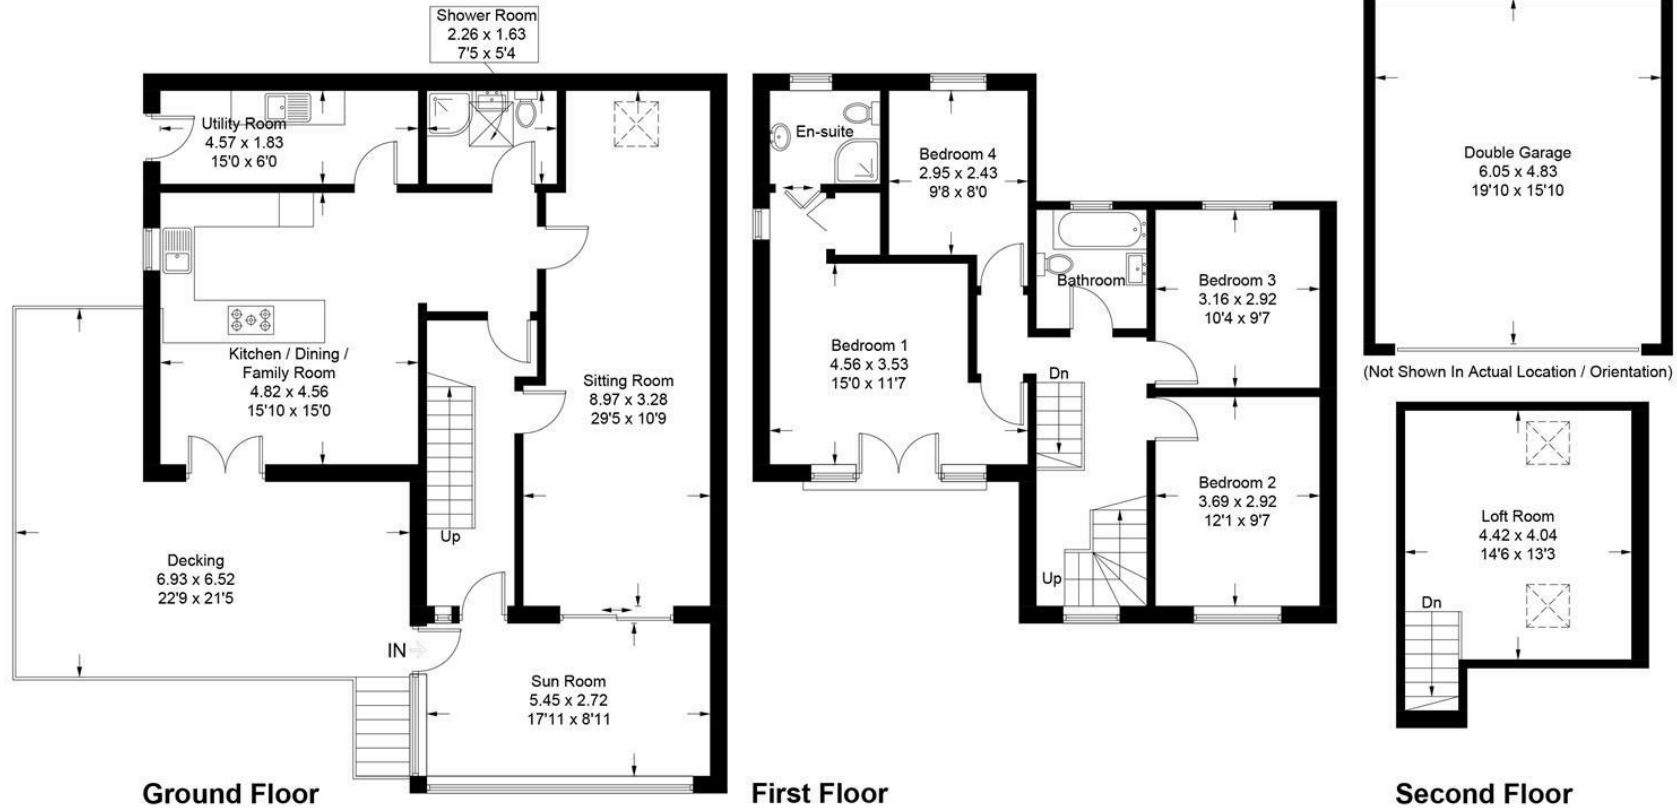 Shower Room
2.26 x 1.63
7'5 x 5'4
Utility Room
4.57 x 1.83
15'0 x 6'0
Kitchen / Dining /
Family Room
4.82 x 4.56
15'10 x 15'0
Sitting Room
8.97 x 3.28
29'5 x 10'9
Up
Decking
6.93 x 6.52
22'9 x 21'5
IN
Sun Room
5.45 x 2.72
17'11 x 8'11
Ground Floor
En-suite
Bedroom 4
2.95 x 2.43
9'8 x 8'0
Bathroom
Bedroom 3
3.16 x 2.92
10'4 x 9'7
Bedroom 1
4.56 x 3.53
15'0 x 11'7
Dn
Bedroom 2
3.69 x 2.92
12'1 x 9'7
Up
First Floor
Double Garage
6.05 x 4.83
19'10 x 15'10
(Not Shown In Actual Location / Orientation)
Loft Room
4.42 x 4.04
14'6 x 13'3
Dn
Second Floor